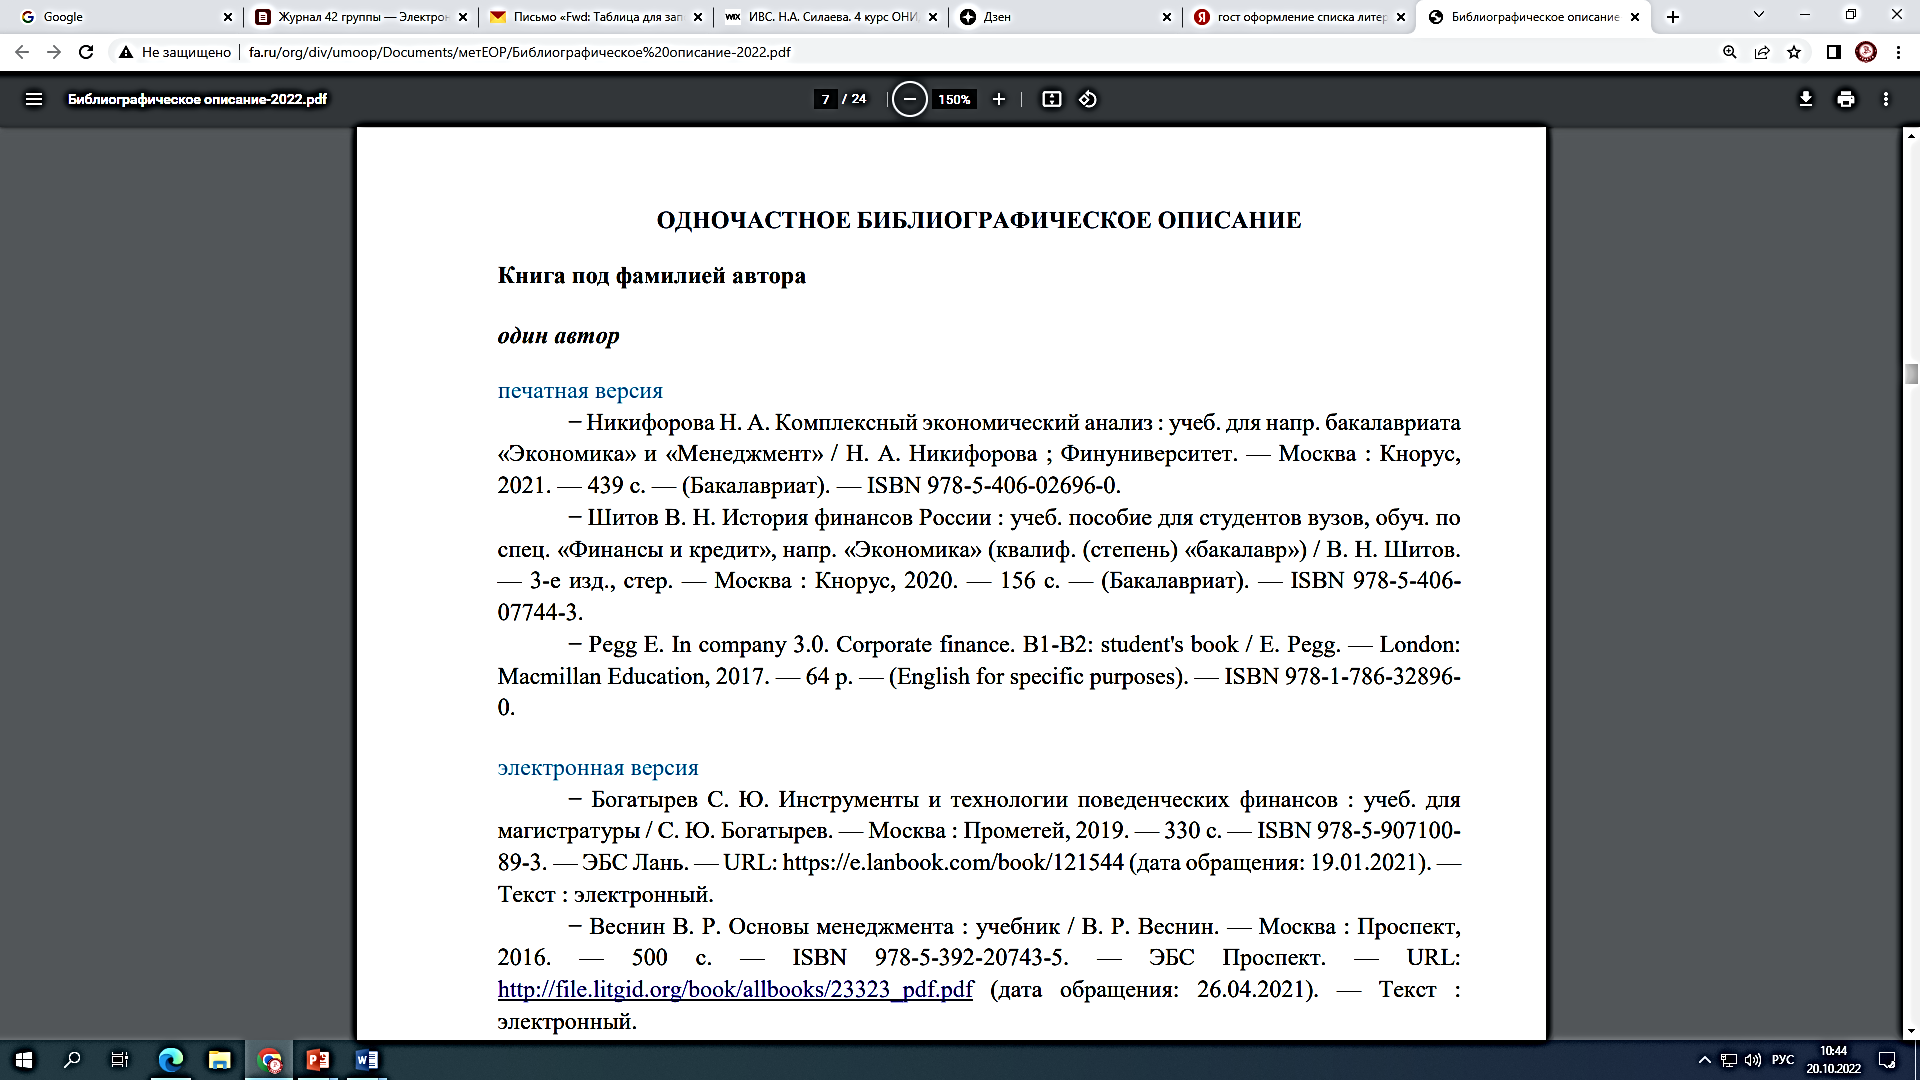 Google
Журнал 42 группы — Электрон
Письмо «Fwd: Таблица для зап
WIX ИВС. Н.А. Силаева. 4 курс ОНИ,
Дзен
Я гост оформление списка литер
Библиографическое описание
Не защищено | fa.ru/org/div/umoop/Documents/метЕОР/Библиографическое%20описание-2022.pdf
Библиографическое описание-2022.pdf
7 / 24
150%
ОДНОЧАСТНОЕ БИБЛИОГРАФИЧЕСКОЕ ОПИСАНИЕ
Книга под фамилией автора
один автор
печатная версия
− Никифорова Н. А. Комплексный экономический анализ : учеб. для напр. бакалавриата
«Экономика» и «Менеджмент» / Н. А. Никифорова ; Финуниверситет. — Москва : Кнорус,
2021. — 439 с. — (Бакалавриат). — ISBN 978-5-406-02696-0.
− Шитов В. Н. История финансов России : учеб. пособие для студентов вузов, обуч. по
спец. «Финансы и кредит», напр. «Экономика» (квалиф. (степень) «бакалавр») / В. Н. Шитов.
— 3-е изд., стер. — Москва : Кнорус, 2020. — 156 с. — (Бакалавриат). — ISBN 978-5-406-
07744-3.
− Pegg E. In company 3.0. Corporate finance. B1-B2: student's book / E. Pegg. — London:
Macmillan Education, 2017. — 64 p. — (English for specific purposes). — ISBN 978-1-786-32896-
0.
электронная версия
− Богатырев С. Ю. Инструменты и технологии поведенческих финансов : учеб. для
магистратуры / С. Ю. Богатырев. — Москва : Прометей, 2019. — 330 с. — ISBN 978-5-907100-
89-3. — ЭБС Лань. — URL: https://e.lanbook.com/book/121544 (дата обращения: 19.01.2021). —
Текст : электронный.
− Веснин В. Р. Основы менеджмента : учебник / В. Р. Веснин. — Москва : Проспект,
2016. — 500 с. — ISBN 978-5-392-20743-5. — ЭБС Проспект. — URL:
http://file.litgid.org/book/allbooks/23323_pdf.pdf (дата обращения: 26.04.2021). — Текст :
электронный.
РУС
10:44
20.10.2022